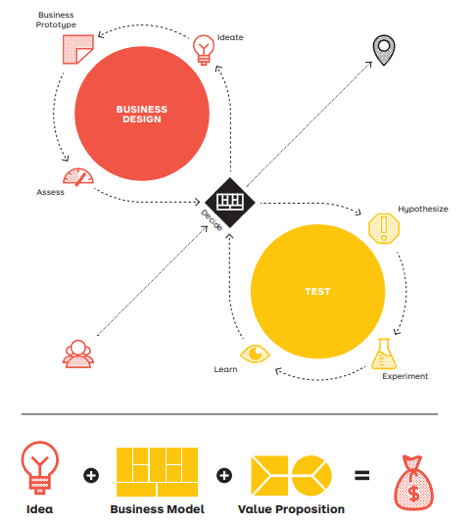 Business
Prototype
Ideate
BUSINESS
DESIGN
Assess
Decide
Hypothesize
TEST
Learn
Experiment
+
+
=
$
Idea
Business Model
Value Proposition